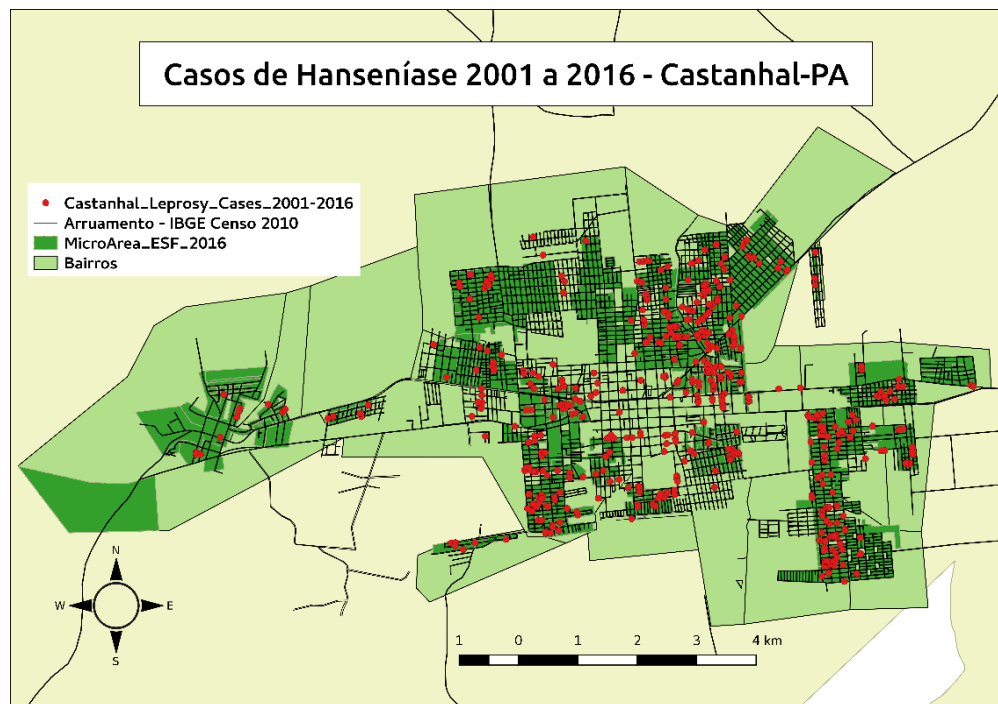 Casos de Hanseníase 2001 a 2016 - Castanhal-PA
Castanhal_Leprosy_Cases_2001-2016
Arruamento - IBGE Censo 2010
MicroArea_ESF_2016
Bairros
N
W E
S
1 0 1 2 3 4 km